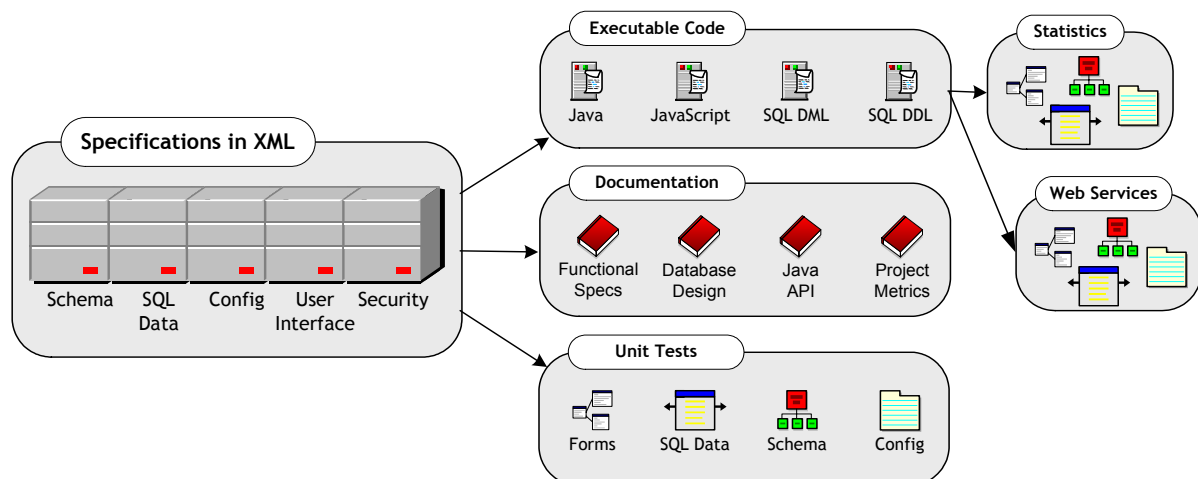 Executable Code
Java
JavaScript
SQL DML
SQL DDL
Statistics
Specifications in XML
Schema
SQL
Data
Config
User
Interface
Security
Documentation
Functional
Specs
Database
Design
Java
API
Project
Metrics
Web Services
Unit Tests
Forms
SQL Data
Schema
Config